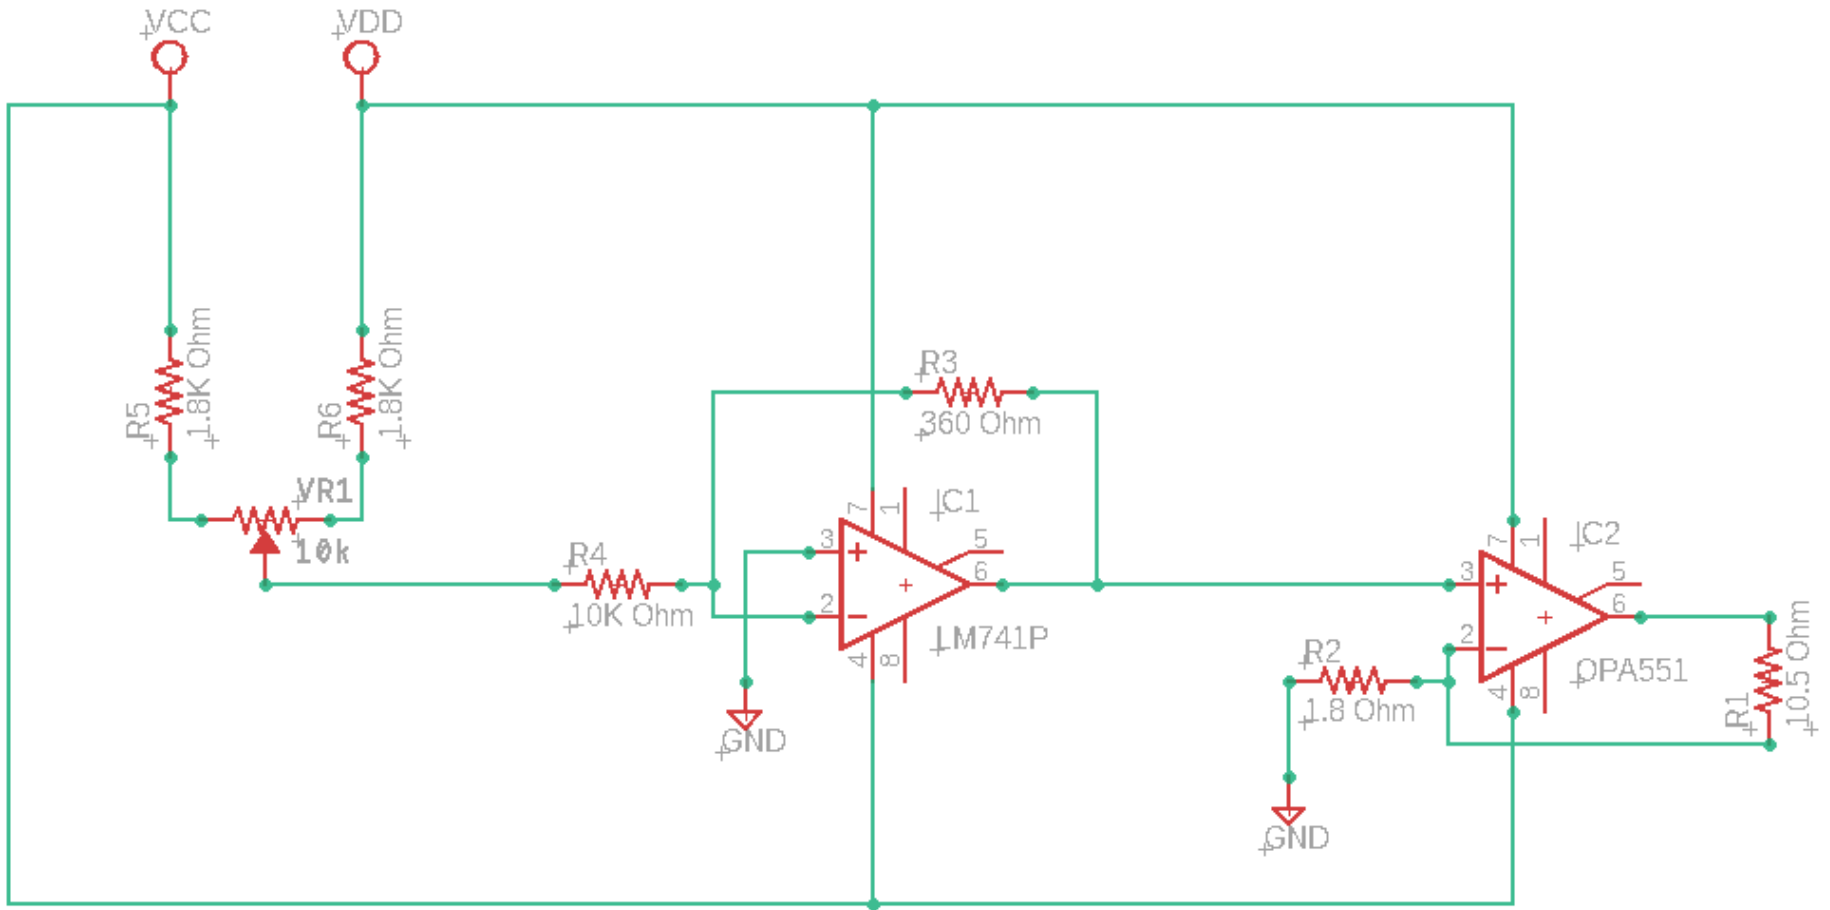 VCC
VDD
R5
1.8K Ohm
R6
1.8K Ohm
VR1
10k
R4
10K Ohm
R3
360 Ohm
7
1
IC1
3
5
6
2
4
8
LM741P
GND
7
1
IC2
3
5
6
2
4
8
OPA551
R2
1.8 Ohm
GND
R1
10.5 Ohm